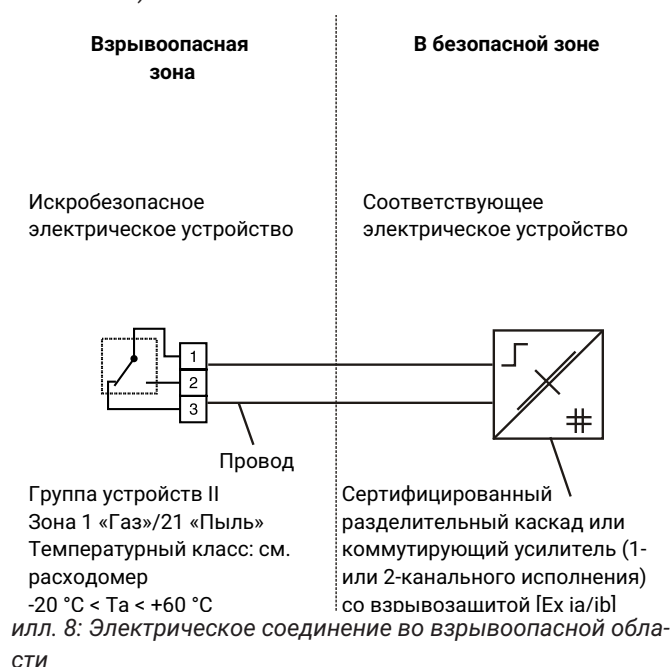 Взрывоопасная
зона
В безопасной зоне
Искробезопасное
электрическое устройство
Соответствующее
электрическое устройство
1
2
3
Провод
Группа устройств II
Зона 1 «Газ»/21 «Пыль»
Температурный класс: см.
расходомер
-20 °C < Ta < +60 °C
Сертифицированный
разделительный каскад или
коммутирующий усилитель (1-
или 2-канального исполнения)
со взрывозащитой [Ex ia/ib]
илл. 8: Электрическое соединение во взрывоопасной обла-
сти